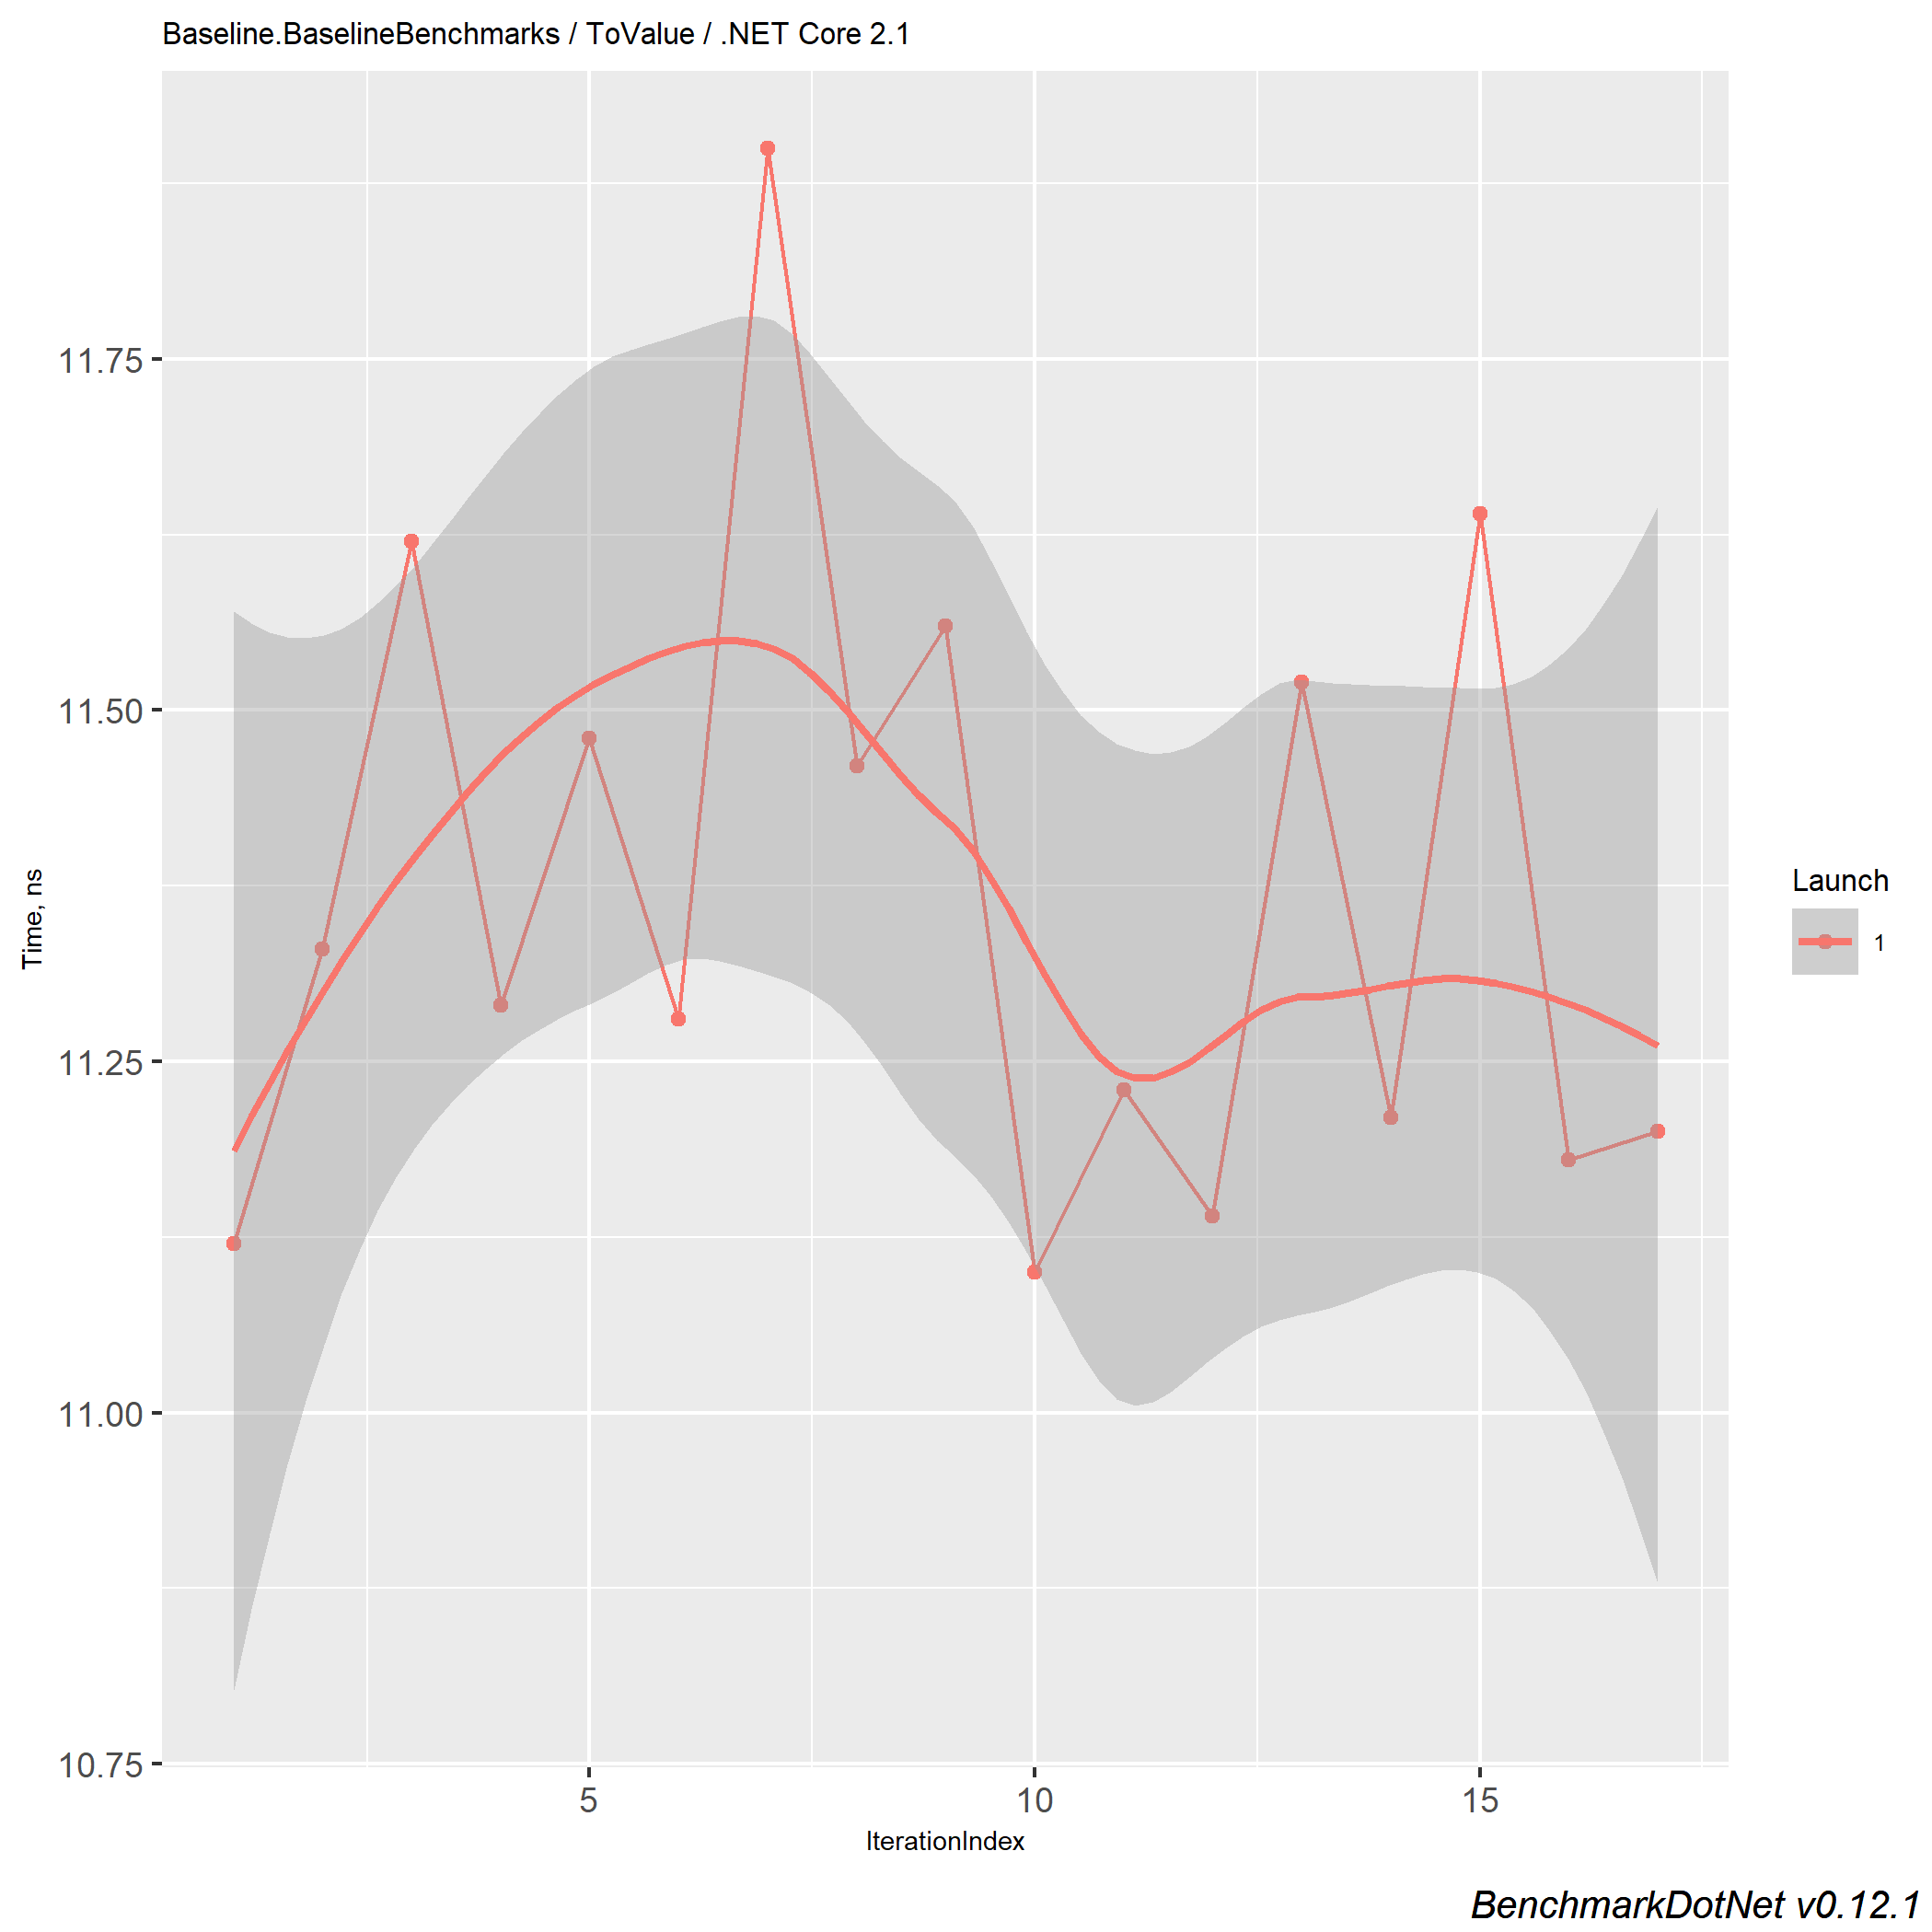 Baseline.BaselineBenchmarks / ToValue / .NET Core 2.1
11.75
11.50
11.25
11.00
10.75
Time, ns
5
10
15
IterationIndex
Launch
1
BenchmarkDotNet v0.12.1